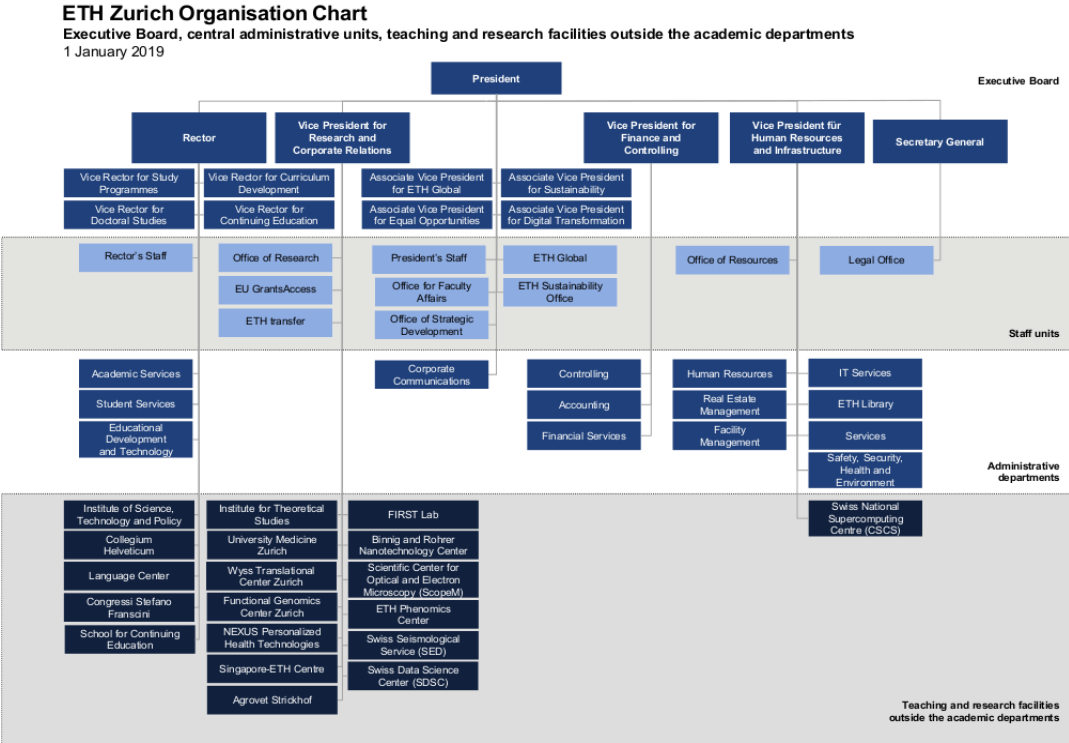 ETH Zurich Organisation Chart
Executive Board, central administrative units, teaching and research facilities outside the academic departments
1 January 2019
President
Executive Board
Rector
Vice President for
Research and
Corporate Relations
Vice President for
Finance and
Controlling
Vice President für
Human Resources
and Infrastructure
Secretary General
Vice Rector for Study
Programmes
Vice Rector for Curriculum
Development
Associate Vice President
for ETH Global
Associate Vice President
for Sustainability
Vice Rector for
Doctoral Studies
Vice Rector for
Continuing Education
Associate Vice President
for Equal Opportunities
Associate Vice President
for Digital Transformation
Rector's Staff
Office of Research
President's Staff
ETH Global
Office of Resources
Legal Office
EU GrantsAccess
Office for Faculty
Affairs
ETH Sustainability
Office
ETH transfer
Office of Strategic
Development
Staff units
Academic Services
Corporate
Communications
Controlling
Human Resources
IT Services
Student Services
Accounting
Real Estate
Management
ETH Library
Educational
Development
and Technology
Financial Services
Facility
Management
Services
Safety, Security,
Health and
Environment
Administrative
departments
Institute of Science,
Technology and Policy
Institute for Theoretical
Studies
FIRST Lab
Swiss National
Supercomputing
Centre (CSCS)
Collegium
Helveticum
University Medicine
Zurich
Binnig and Rohrer
Nanotechnology Center
Language Center
Wyss Translational
Center Zurich
Scientific Center for
Optical and Electron
Microscopy (ScopeM)
Congressi Stefano
Franscini
Functional Genomics
Center Zurich
ETH Phenomics
Center
School for Continuing
Education
NEXUS Personalized
Health Technologies
Swiss Seismological
Service (SED)
Singapore-ETH Centre
Swiss Data Science
Center (SDSC)
Agrovet Strickhof
Teaching and research facilities
outside the academic departments